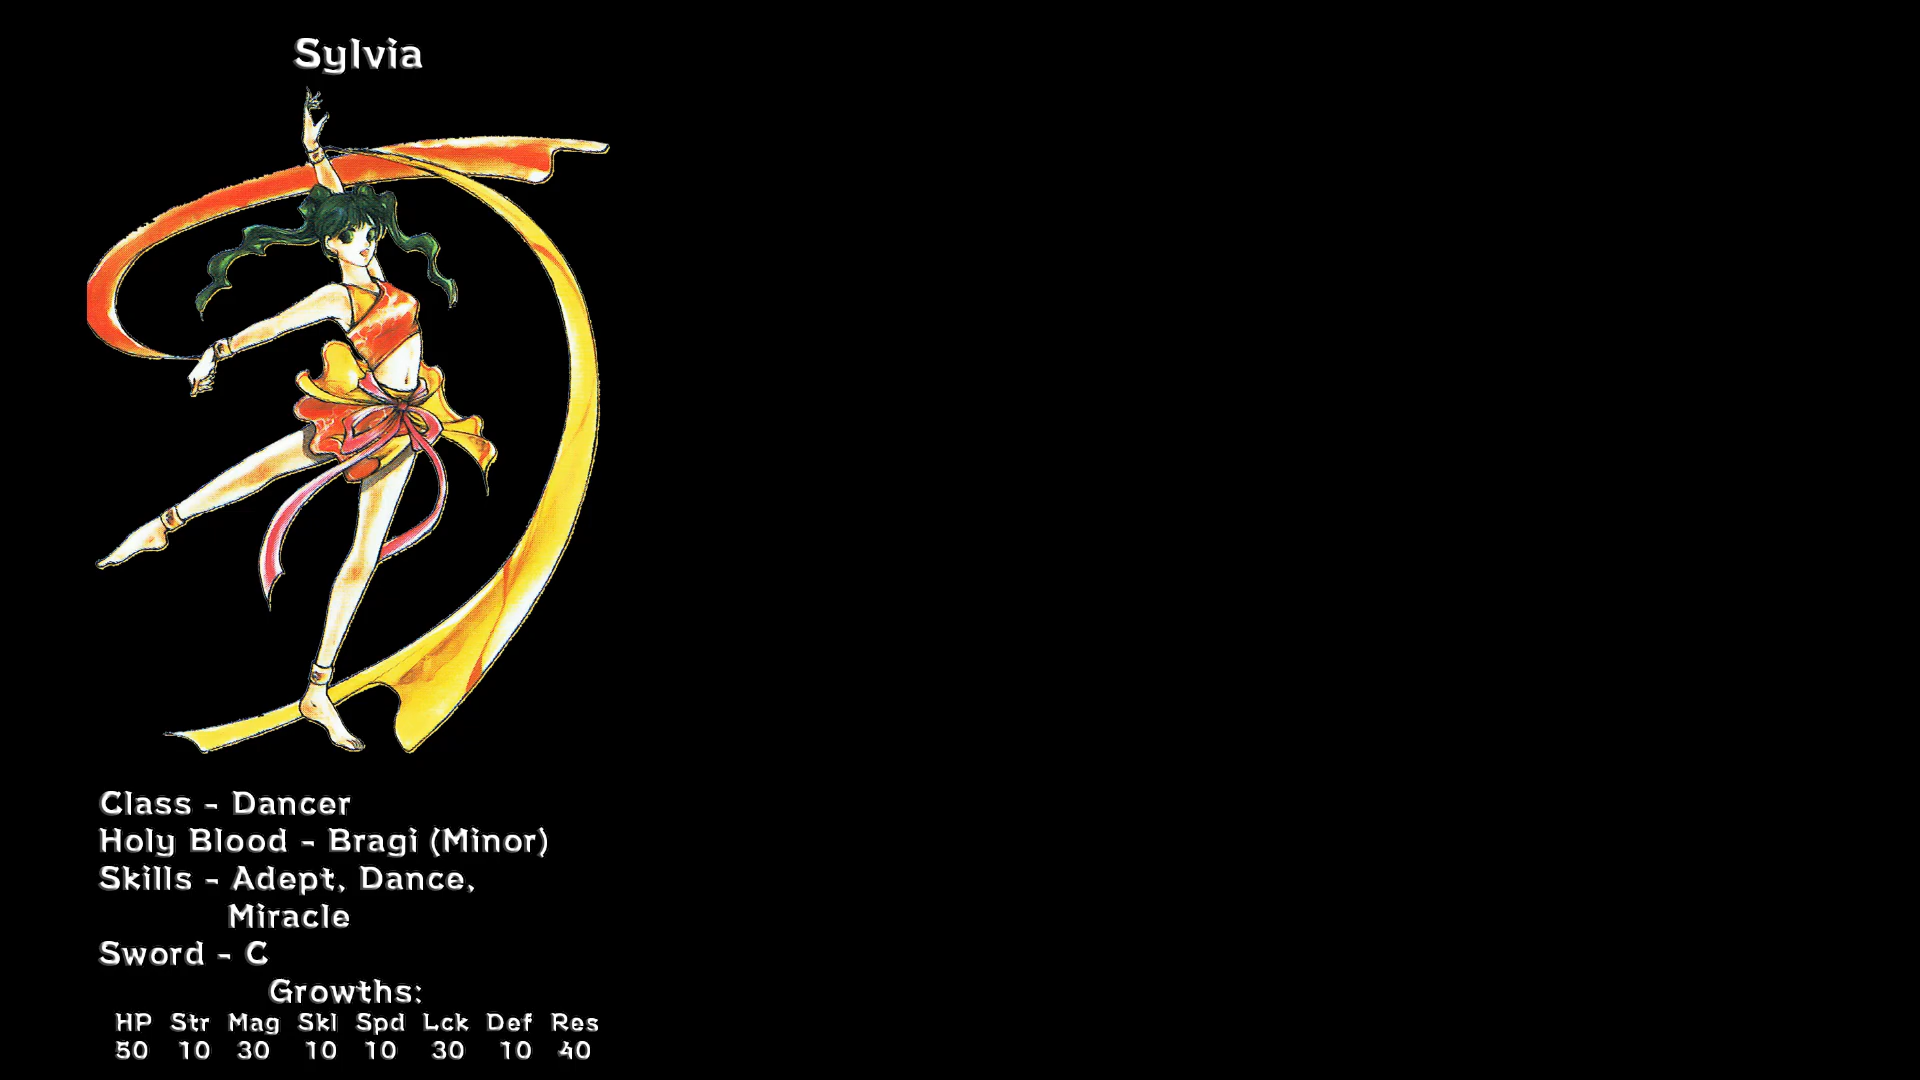 Sylvia
Class - Dancer
Holy Blood - Bragi (Minor)
Skills - Adept, Dance,
Miracle
Sword - C
Growths:
HP Str Mag Skl Spd Lck Def Res
50 10 30 10 10 30 10 40